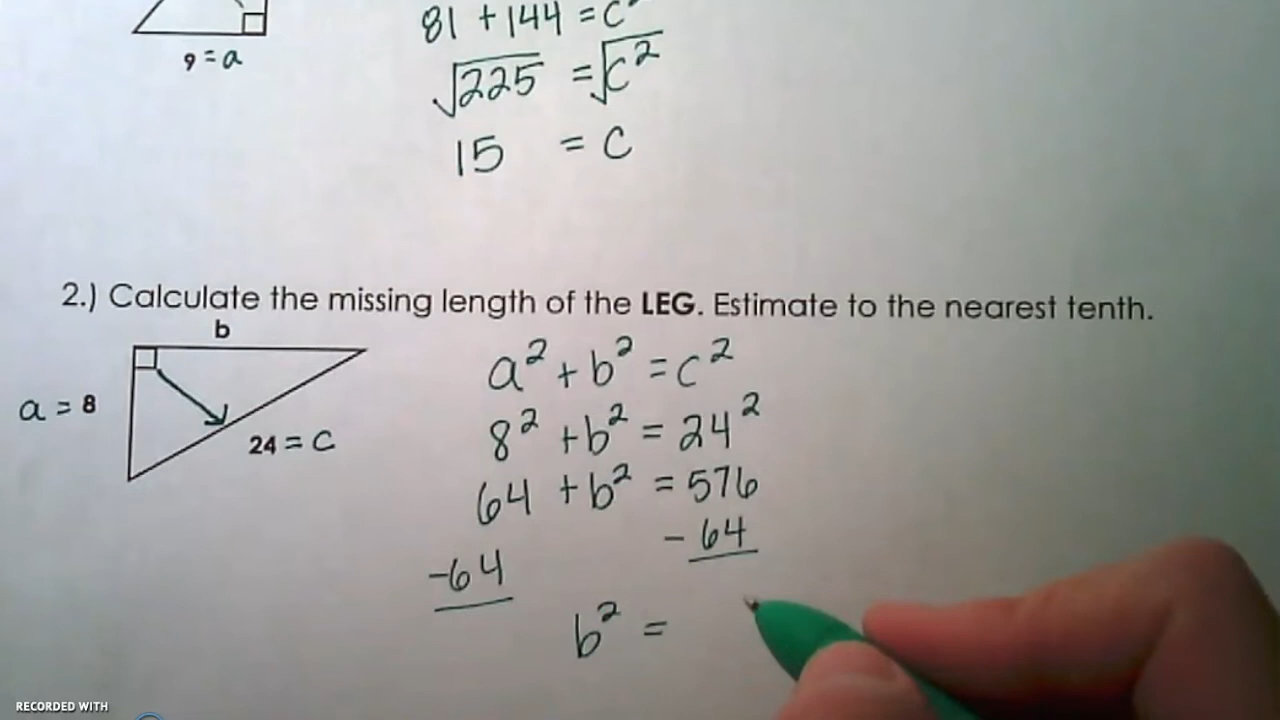 81 + 144 = c²
9 = a
√225 = √c²
15 = c
2.) Calculate the missing length of the LEG. Estimate to the nearest tenth.
b
a² + b² = c²
a = 8
8² + b² = 24²
24 = c
64 + b² = 576
-64 - 64
b² =
RECORDED WITH